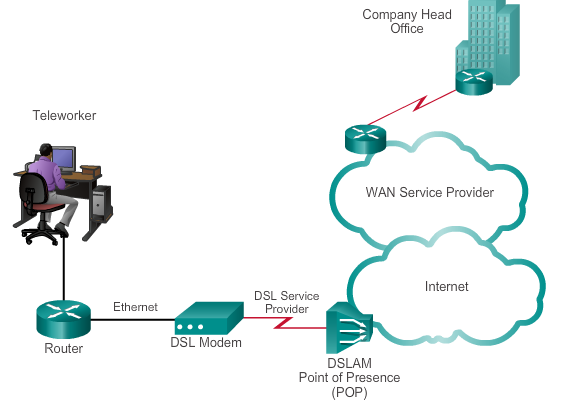 Company Head
Office
Teleworker
WAN Service Provider
Internet
Ethernet
DSL Service
Provider
Router
DSL Modem
DSLAM
Point of Presence
(POP)